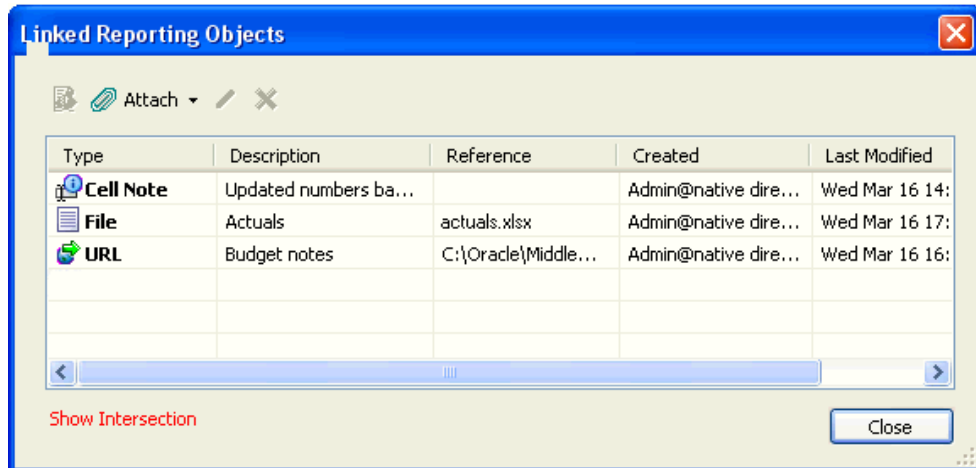 Linked Reporting Objects
Attach
Type Description Reference Created Last Modified
Cell Note Updated numbers ba... Admin@native dire... Wed Mar 16 14:
File Actuals actuals.xlsx Admin@native dire... Wed Mar 16 17:
URL Budget notes C:\Oracle\Middle... Admin@native dire... Wed Mar 16 16:
Show Intersection
Close